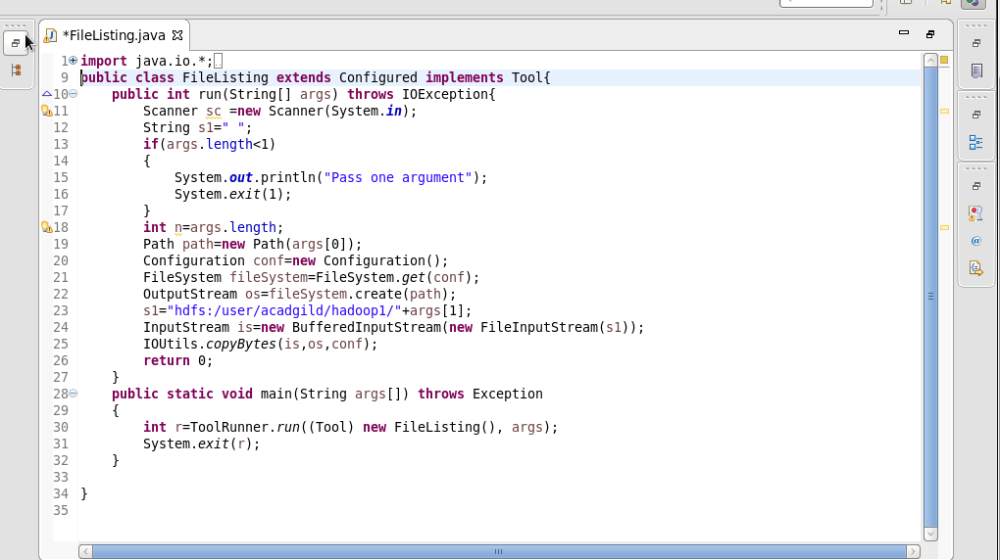 *FileListing.java
1 import java.io.*;
9 public class FileListing extends Configured implements Tool{
10 public int run(String[] args) throws IOException{
11 Scanner sc =new Scanner(System.in);
12 String s1=" ";
13 if(args.length<1)
14 {
15 System.out.println("Pass one argument");
16 System.exit(1);
17 }
18 int n=args.length;
19 Path path=new Path(args[0]);
20 Configuration conf=new Configuration();
21 FileSystem fileSystem=FileSystem.get(conf);
22 OutputStream os=fileSystem.create(path);
23 s1="hdfs:/user/acadgild/hadoop1/"+args[1];
24 InputStream is=new BufferedInputStream(new FileInputStream(s1));
25 IOUtils.copyBytes(is,os,conf);
26 return 0;
27 }
28 public static void main(String args[]) throws Exception
29 {
30 int r=ToolRunner.run((Tool) new FileListing(), args);
31 System.exit(r);
32 }
33
34 }
35